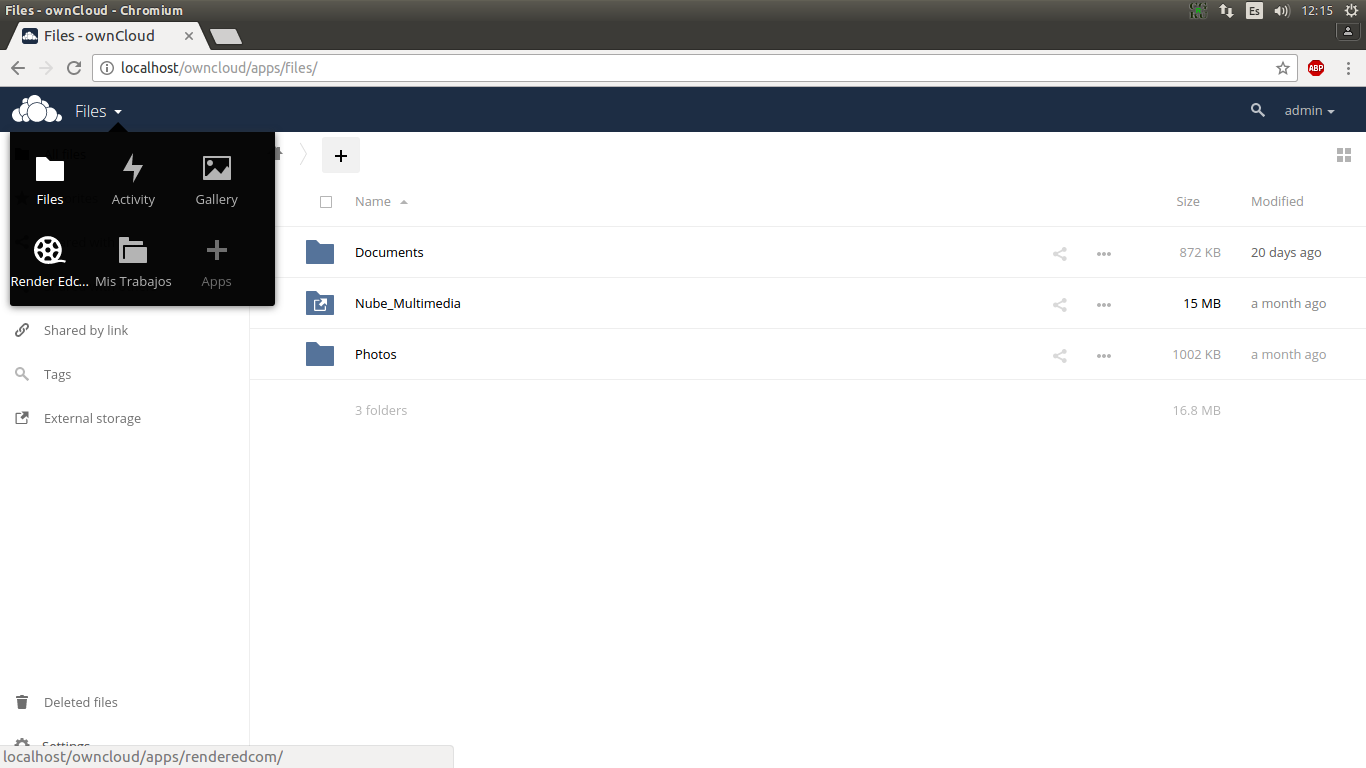 Files - ownCloud - Chromium
Es
12:15
Files - ownCloud
localhost/owncloud/apps/files/
ABP
Files
admin
Files
Activity
Gallery
Render Edc...
Mis Trabajos
Apps
Shared by link
Tags
External storage
Deleted files
Settings
Name
Size
Modified
Documents
872 KB
20 days ago
Nube_Multimedia
15 MB
a month ago
Photos
1002 KB
a month ago
3 folders
16.8 MB
localhost/owncloud/apps/renderedcom/